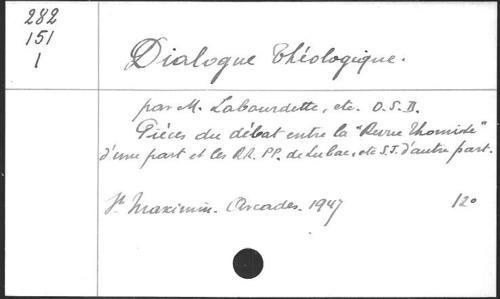 282
151
1
Dialogue théologique.
par M. Labourdette, etc. O.S.D.
Pièces du débat entre la "Revue thomiste"
d'une part et les RR. PP. de Lubac, etc S.J. d'autre part.
St Maximin. Arcades. 1947 12°